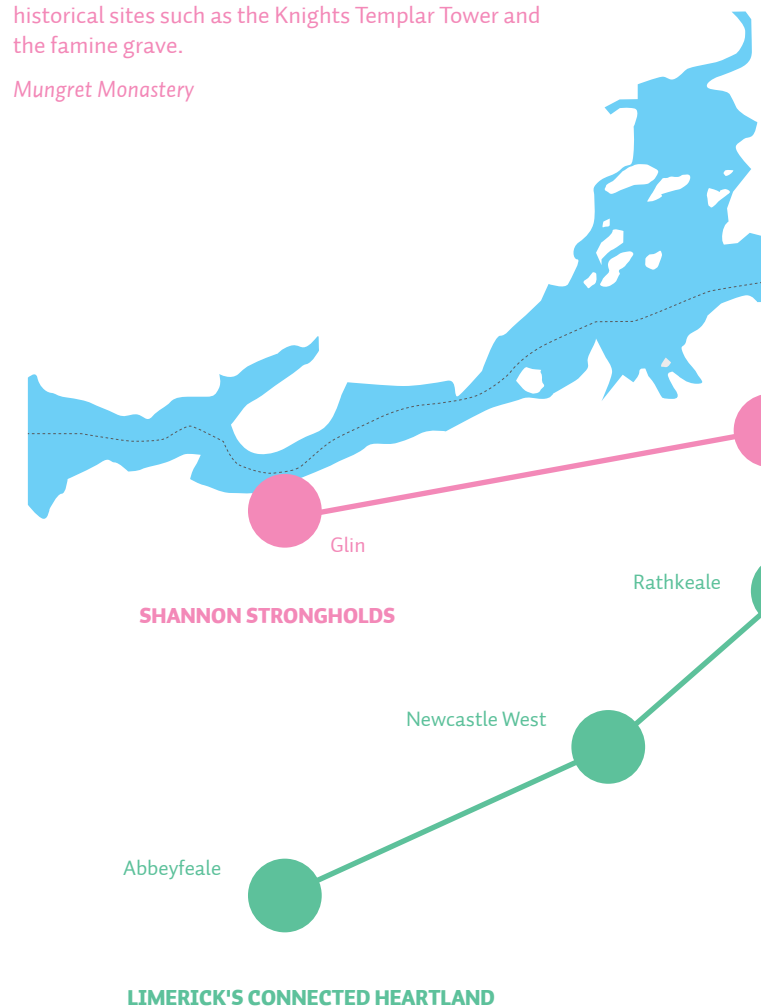 historical sites such as the Knights Templar Tower and
the famine grave.
Mungret Monastery
Glin
Rathkeale
SHANNON STRONGHOLDS
Newcastle West
Abbeyfeale
LIMERICK'S CONNECTED HEARTLAND